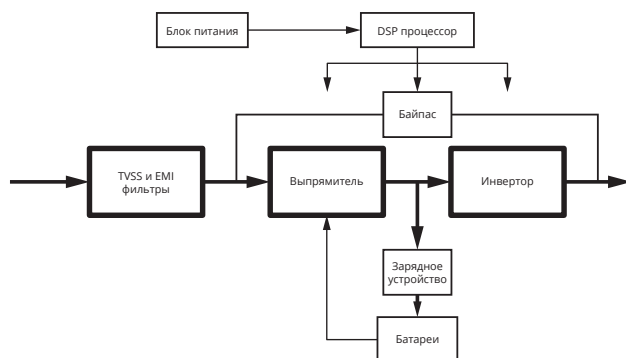 Блок питания
DSP процессор
Байпас
TVSS и EMI
фильтры
Выпрямитель
Инвертор
Зарядное
устройство
Батареи